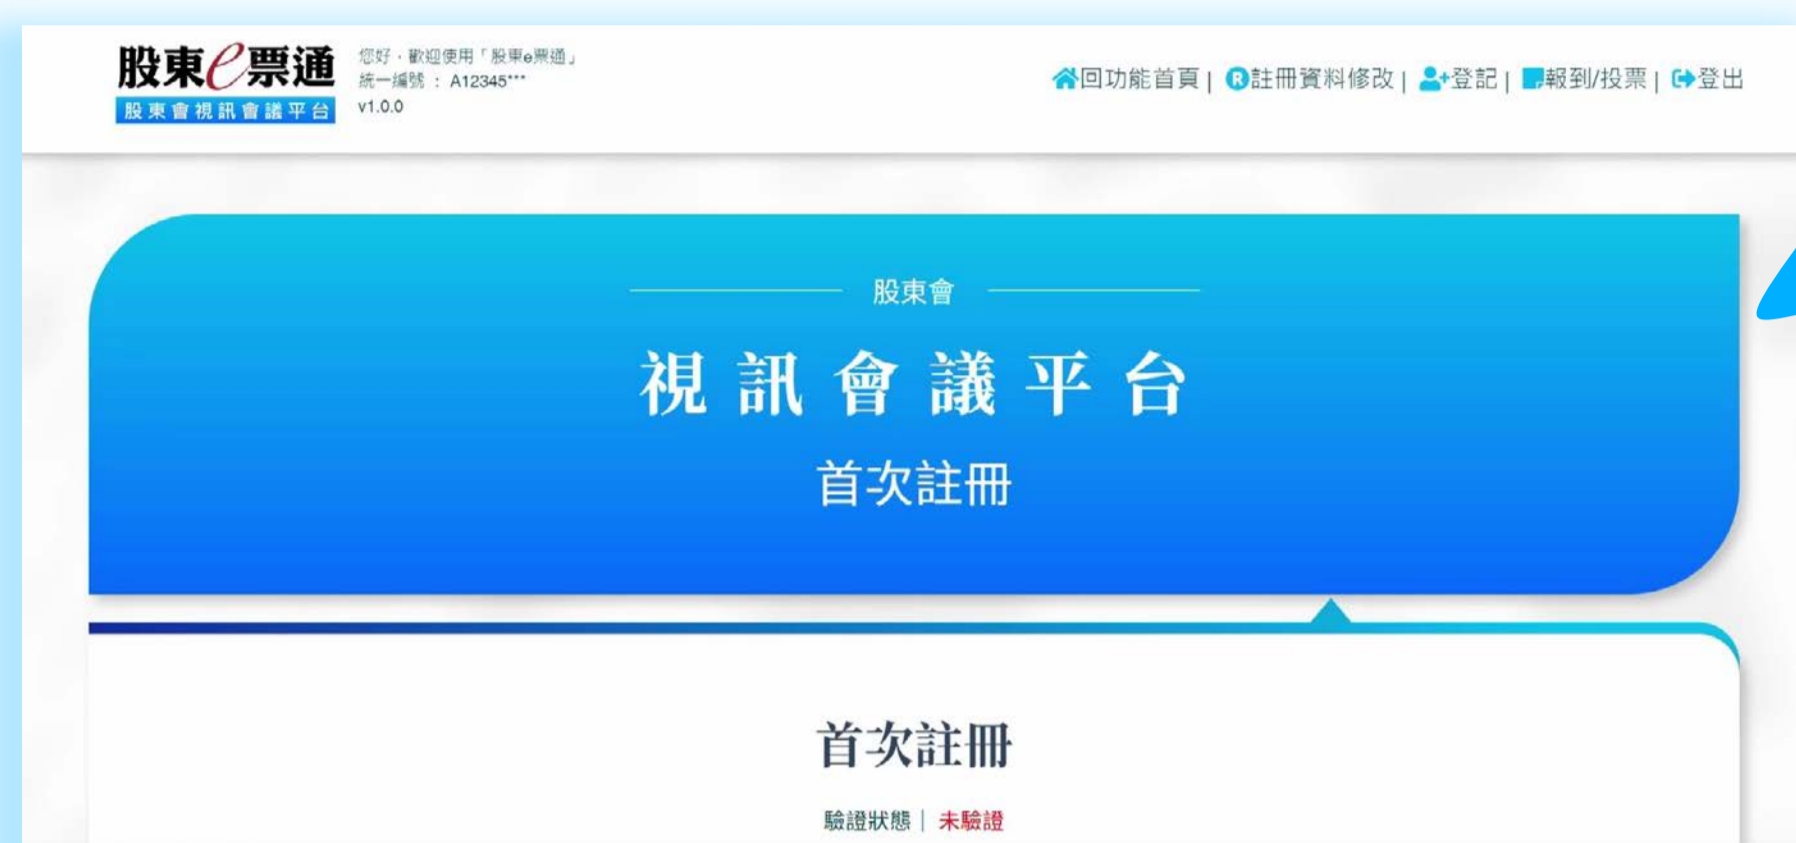 股東e票通
股東會視訊會議平台
您好，歡迎使用「股東e票通」
統一編號 : A12345***
v1.0.0
回功能首頁 | R註冊資料修改 | 登記 | 報到/投票 | 登出
股東會
視訊會議平台
首次註冊
首次註冊
驗證狀態 | 未驗證